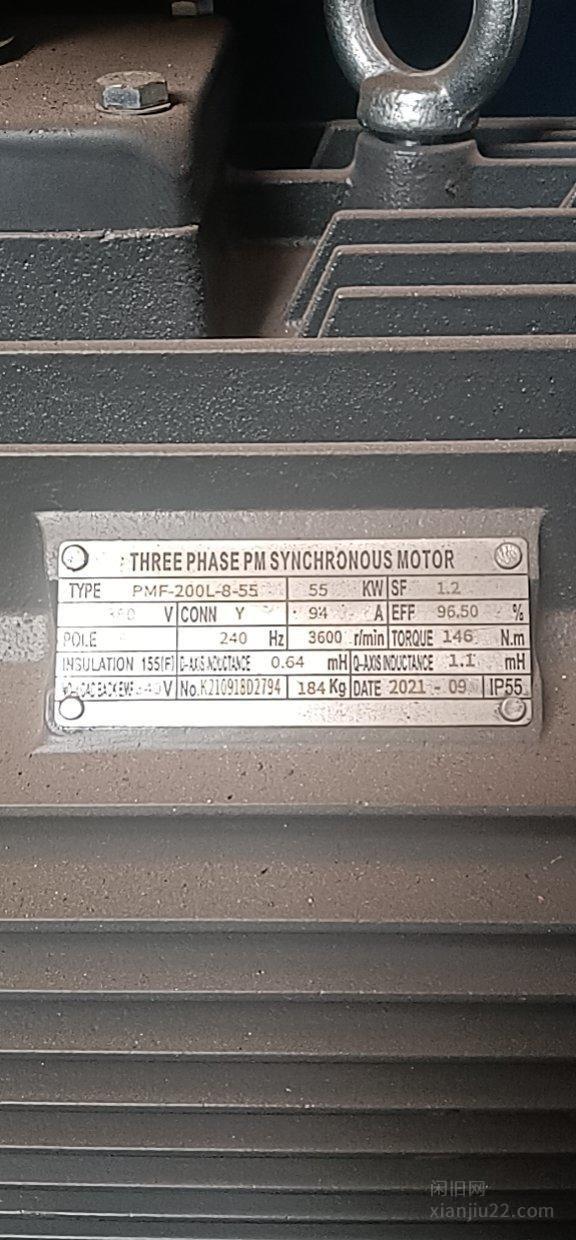 THREE PHASE PM SYNCHRONOUS MOTOR
TYPE PMF-200L-8-55 55 KW SF 1.2
V CONN Y 94 A EFF 96.50 %
POLE 240 Hz 3600 r/min TORQUE 146 N.m
INSULATION 155(F) D-AXIS INDUCTANCE 0.64 mH Q-AXIS INDUCTANCE 1.1 mH
BACK EMF V No.K210918D2794 184 Kg DATE 2021 - 09 IP55
闲旧网
xianjiu22.com